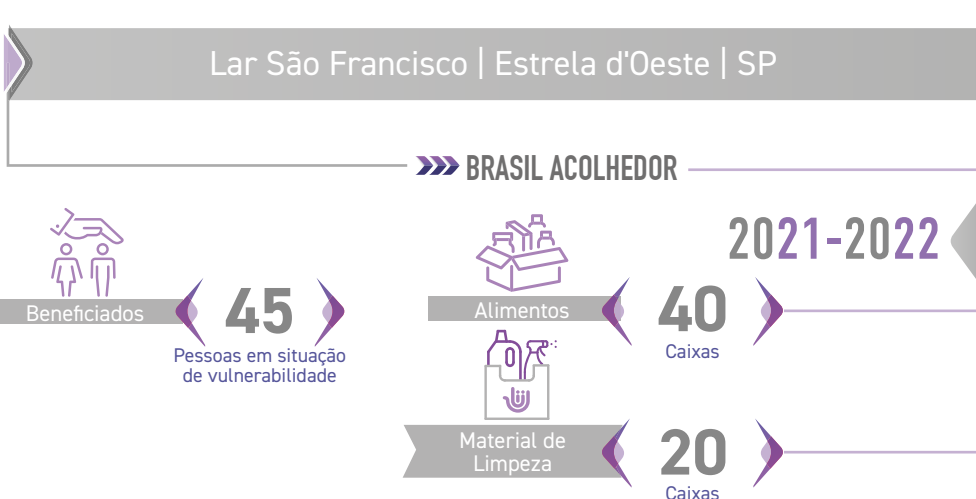 Lar São Francisco | Estrela d'Oeste | SP
BRASIL ACOLHEDOR
2021-2022
Beneficiados
45
Pessoas em situação
de vulnerabilidade
Alimentos
40
Caixas
Material de
Limpeza
20
Caixas